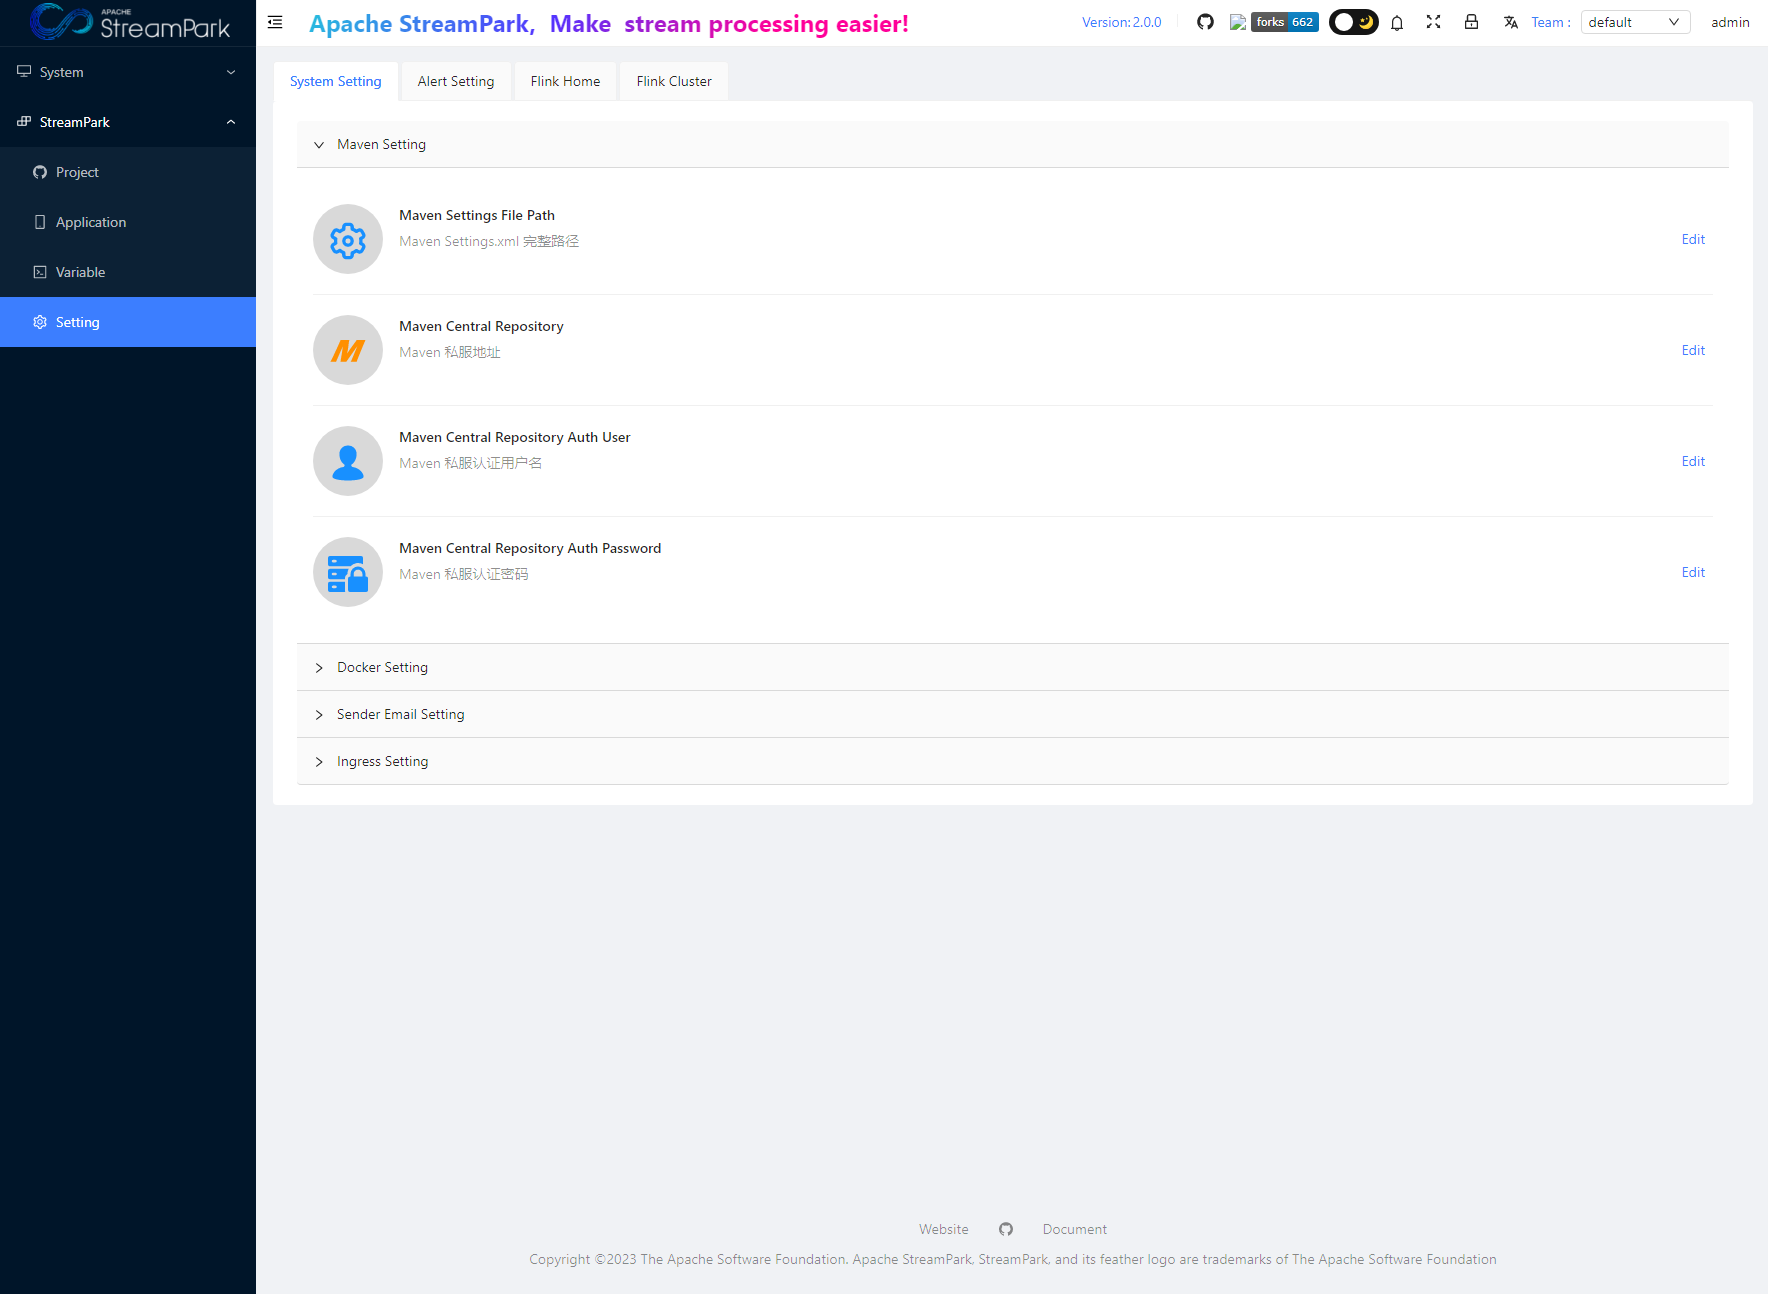 APACHE
StreamPark
Apache StreamPark, Make stream processing easier!
Version: 2.0.0
forks 662
Team :
default
admin
System
StreamPark
Project
Application
Variable
Setting
System Setting
Alert Setting
Flink Home
Flink Cluster
Maven Setting
Maven Settings File Path
Maven Settings.xml 完整路径
Edit
Maven Central Repository
Maven 私服地址
Edit
Maven Central Repository Auth User
Maven 私服认证用户名
Edit
Maven Central Repository Auth Password
Maven 私服认证密码
Edit
Docker Setting
Sender Email Setting
Ingress Setting
Website
Document
Copyright ©2023 The Apache Software Foundation. Apache StreamPark, StreamPark, and its feather logo are trademarks of The Apache Software Foundation